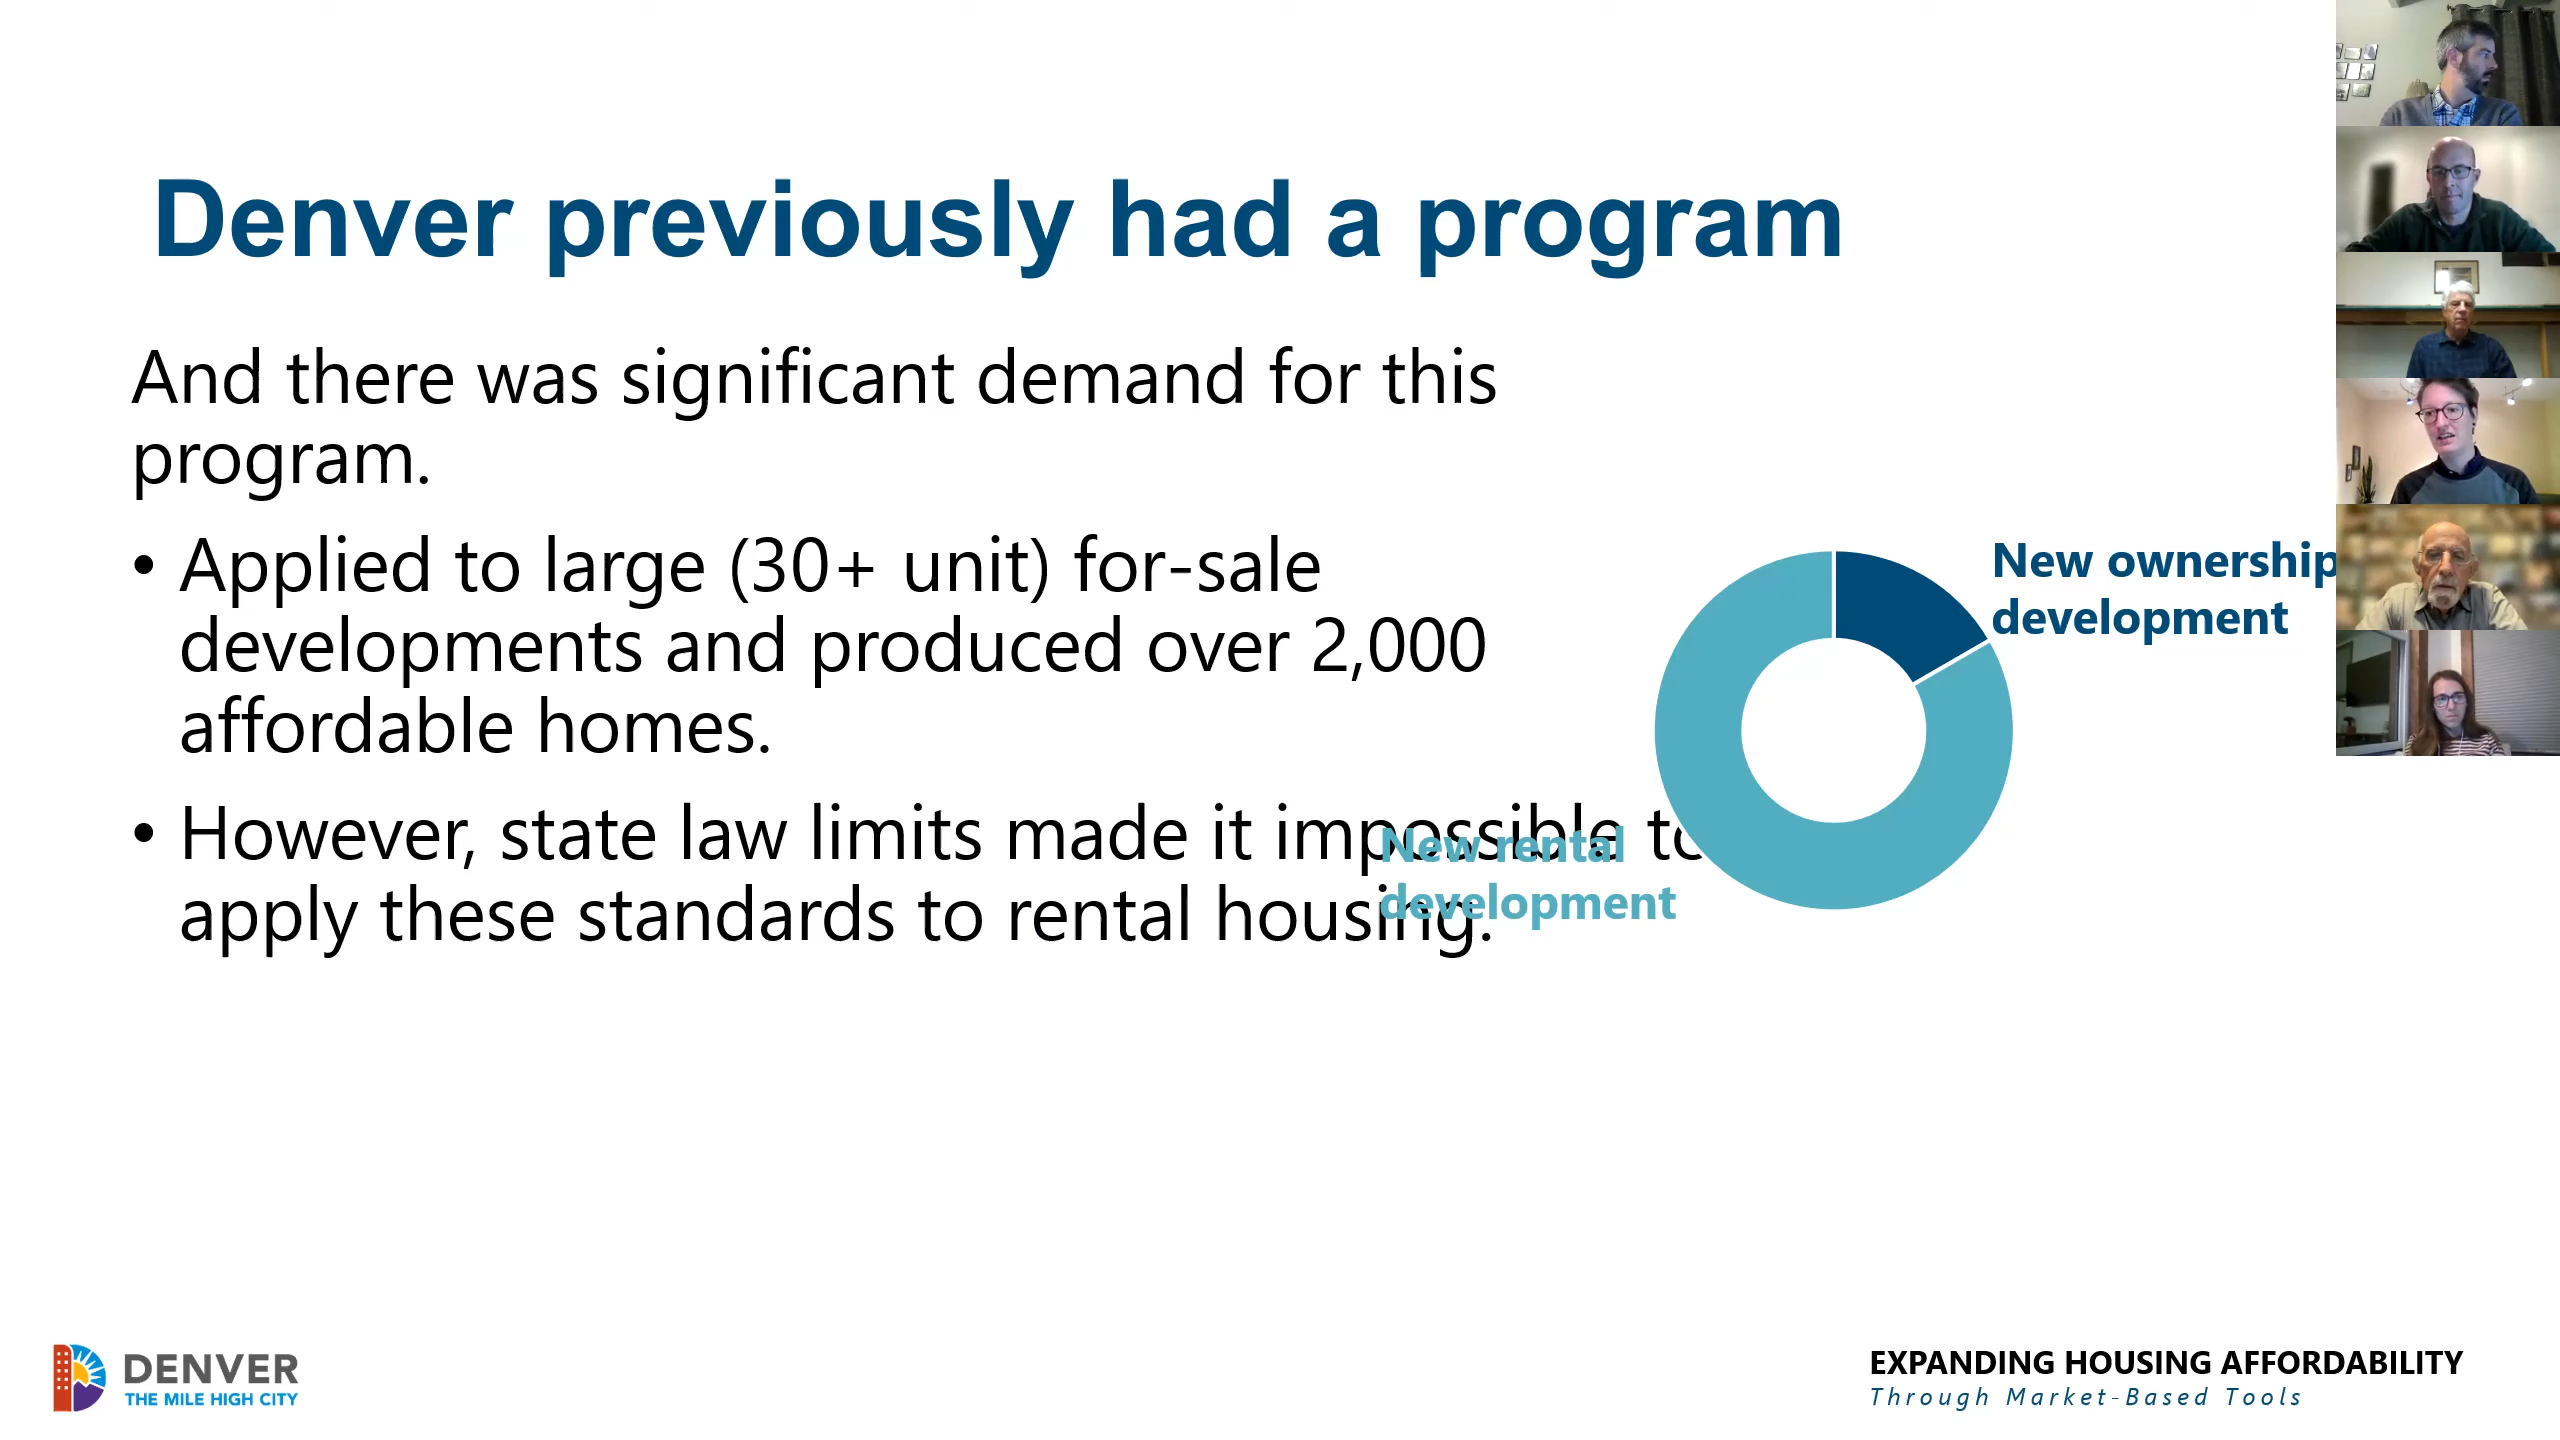 Denver previously had a program
And there was significant demand for this
program.
• Applied to large (30+ unit) for-sale
developments and produced over 2,000
affordable homes.
• However, state law limits made it impossible to
apply these standards to rental housing.
New ownership
development
New rental
development
DENVER
THE MILE HIGH CITY
EXPANDING HOUSING AFFORDABILITY
Through Market-Based Tools